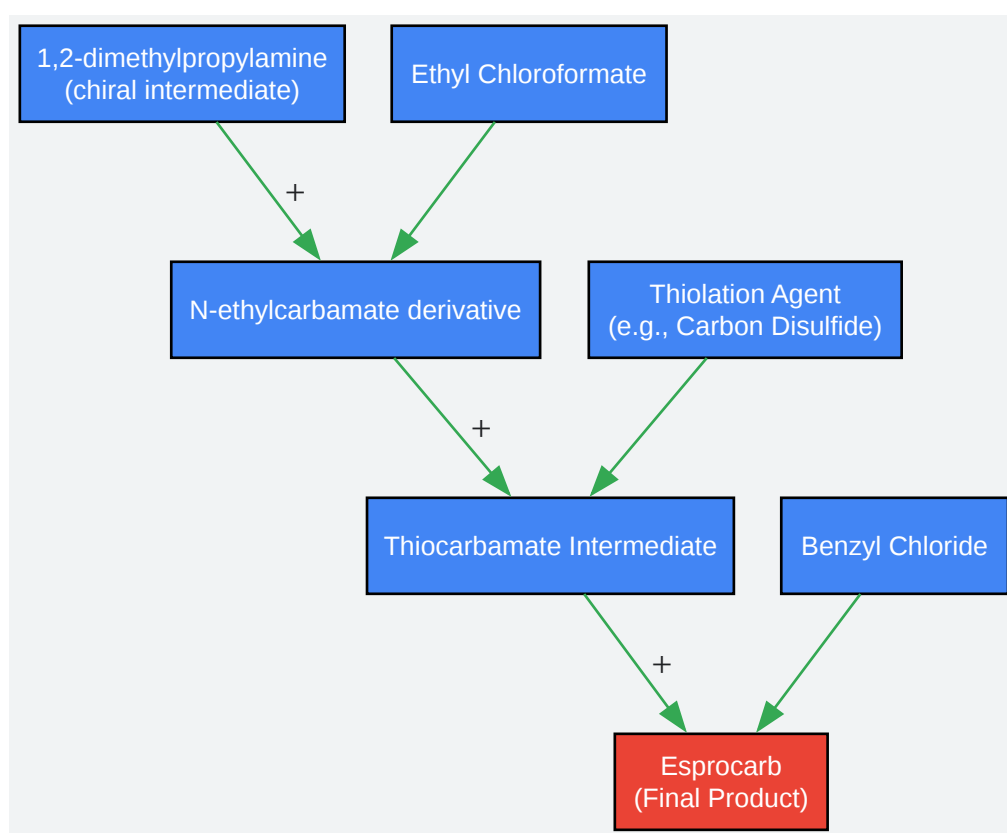 1,2-dimethylpropylamine
(chiral intermediate)
Ethyl Chloroformate
+
N-ethylcarbamate derivative
Thiolation Agent
(e.g., Carbon Disulfide)
+
Thiocarbamate Intermediate
Benzyl Chloride
+
Esprocarb
(Final Product)